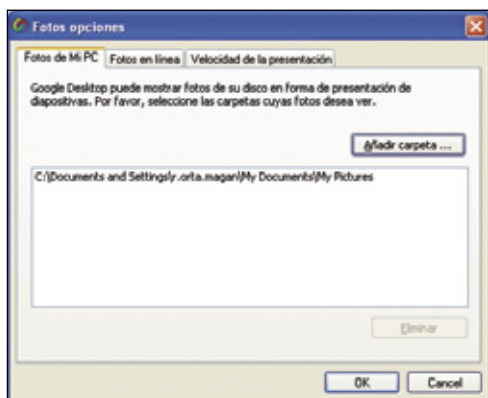 Fotos opciones
Fotos de Mi PC Fotos en línea Velocidad de la presentación
Google Desktop puede mostrar fotos de su disco en forma de presentación de
diapositivas. Por favor, seleccione las carpetas cuyas fotos desea ver.
Añadir carpeta ...
C:\Documents and Settings\r.orta.magan\My Documents\My Pictures
Eliminar
OK Cancel